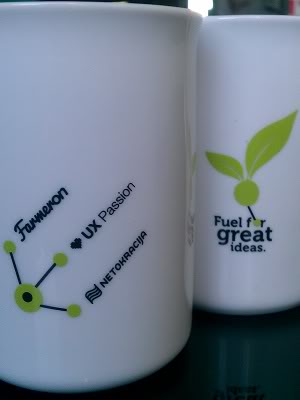 Farmeron
UX Passion
NETOKRACIJA
Fuel for
great
ideas.